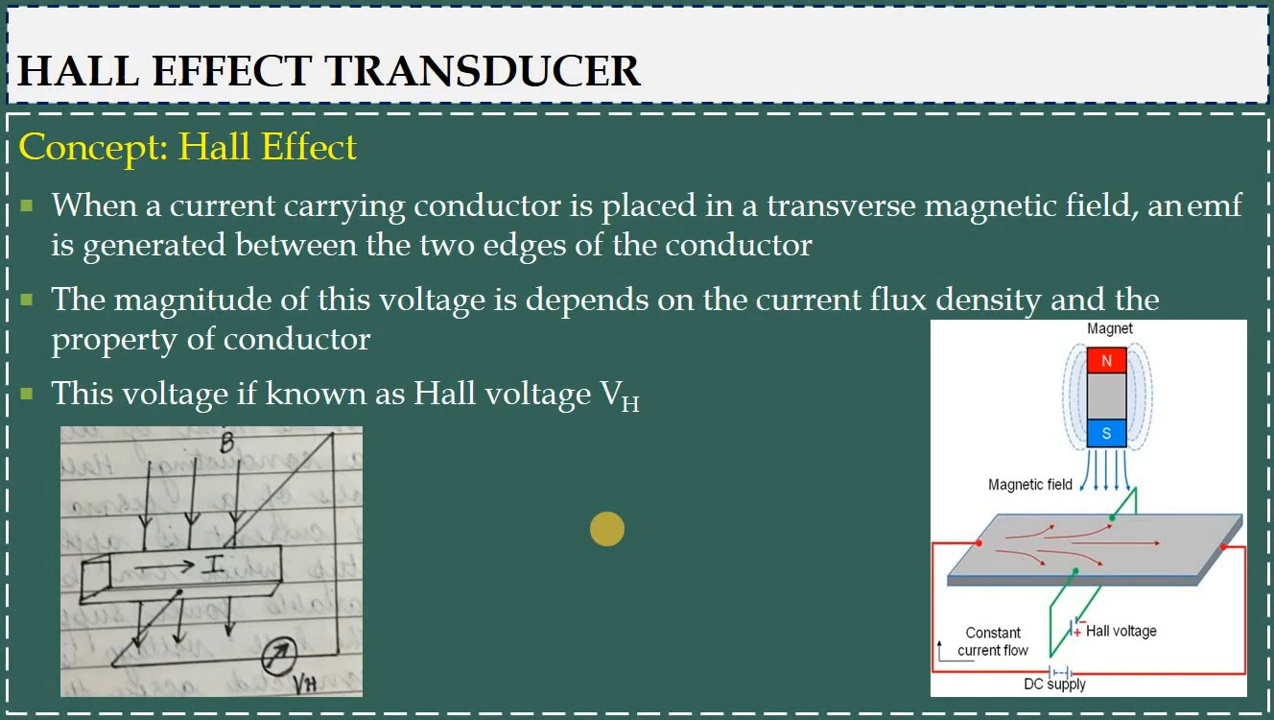 HALL EFFECT TRANSDUCER
Concept: Hall Effect
When a current carrying conductor is placed in a transverse magnetic field, an emf
is generated between the two edges of the conductor
The magnitude of this voltage is depends on the current flux density and the
property of conductor
This voltage if known as Hall voltage VH
B
I
VH
Magnet
N
S
Magnetic field
- + Hall voltage
Constant
current flow
DC supply